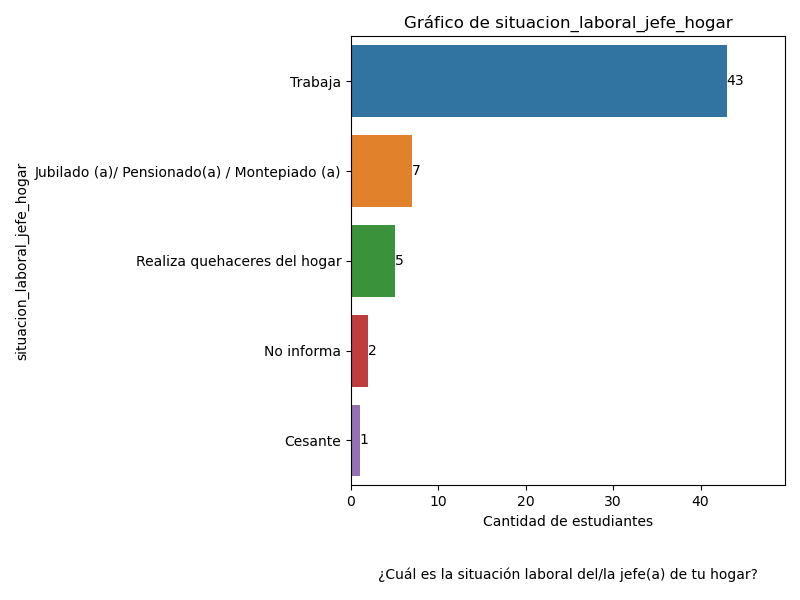 Gráfico de situacion_laboral_jefe_hogar
situacion_laboral_jefe_hogar
Trabaja
43
Jubilado (a)/ Pensionado(a) / Montepiado (a)
7
Realiza quehaceres del hogar
5
No informa
2
Cesante
1
0 10 20 30 40
Cantidad de estudiantes
¿Cuál es la situación laboral del/la jefe(a) de tu hogar?